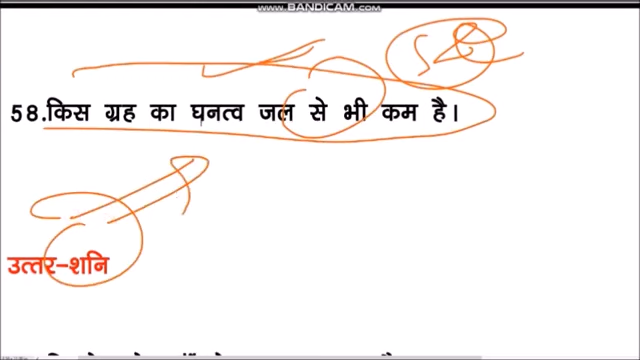 WWW.BANDICAM.COM
58.किस ग्रह का घनत्व जल से भी कम है।
उत्तर-शनि